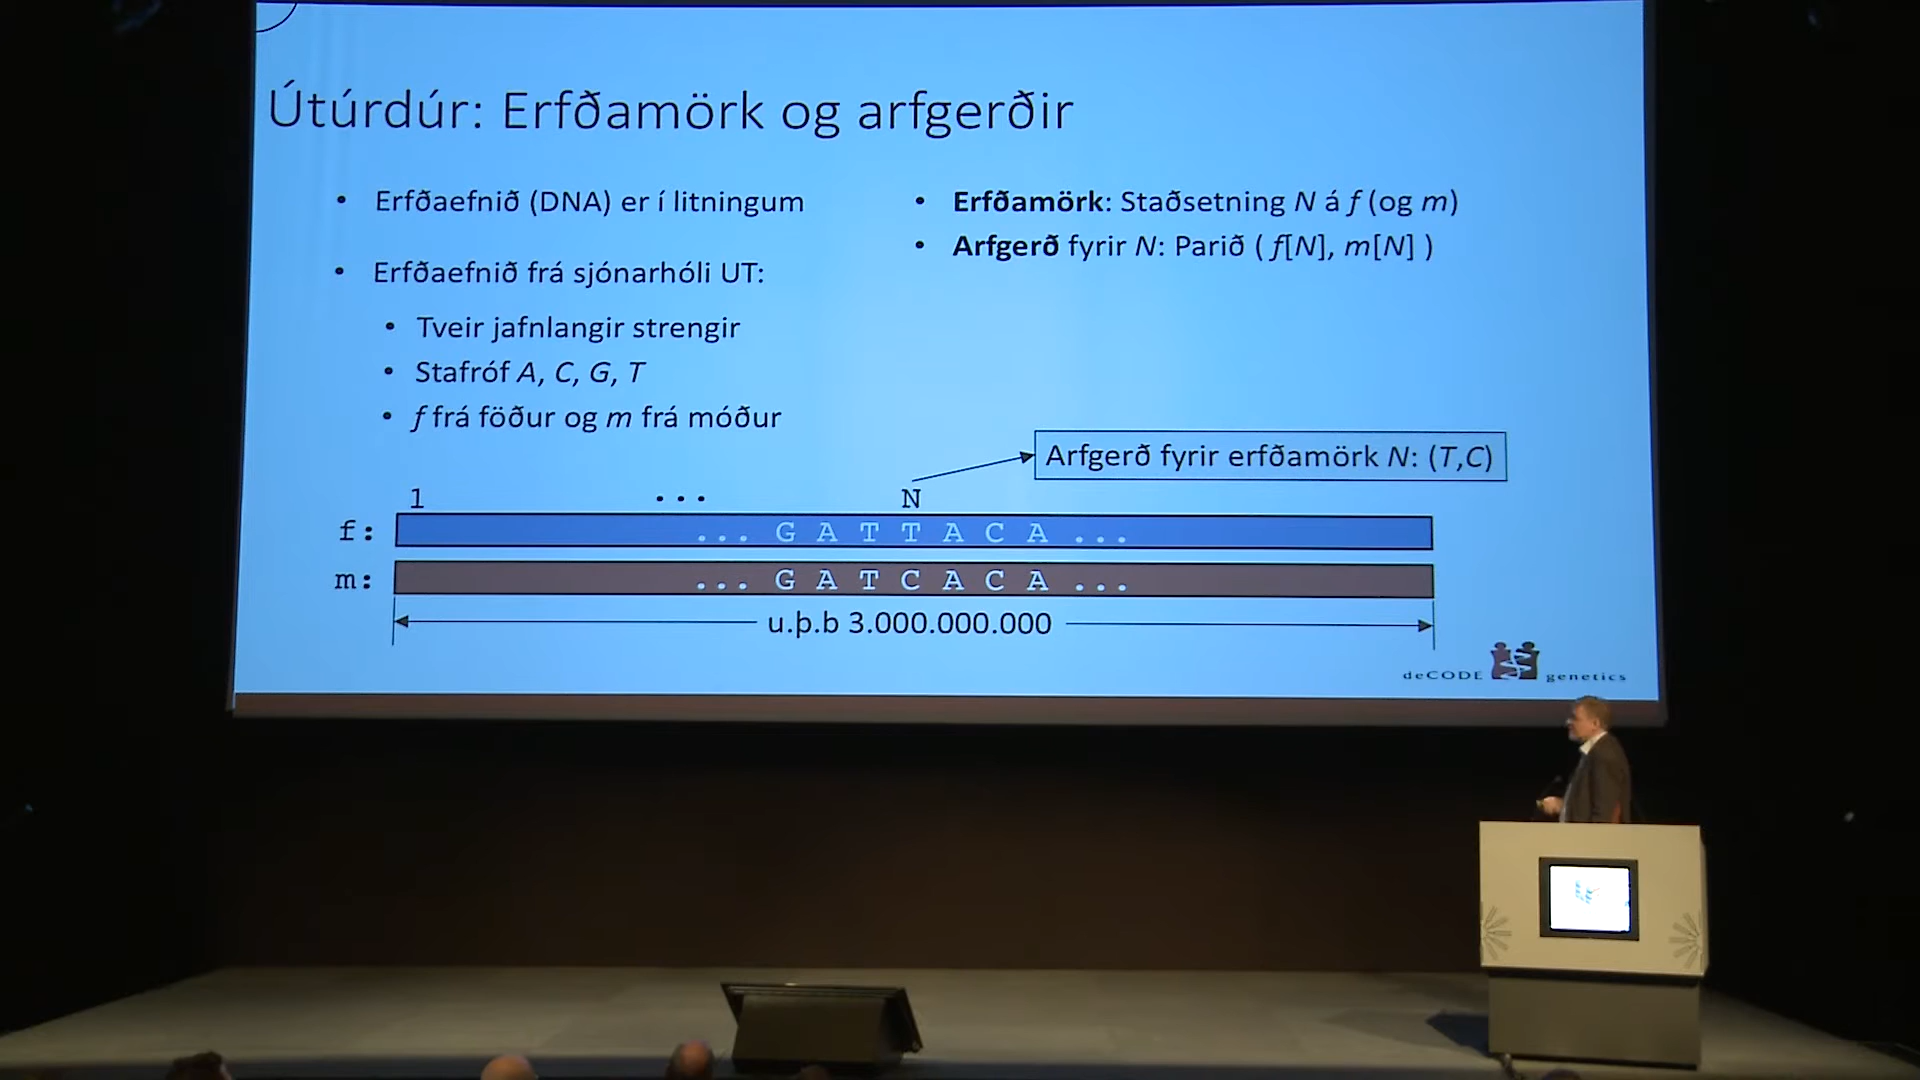 Útúrdúr: Erfðamörk og arfgerðir
• Erfðaefnið (DNA) er í litningum
• Erfðaefnið frá sjónarhóli UT:
• Tveir jafnlangir strengir
• Stafróf A, C, G, T
• f frá föður og m frá móður
• Erfðamörk: Staðsetning N á f (og m)
• Arfgerð fyrir N: Parið ( f[N], m[N] )
Arfgerð fyrir erfðamörk N: (T,C)
1 ... N
f: ... G A T T A C A ...
m: ... G A T C A C A ...
u.þ.b 3.000.000.000
deCODE genetics